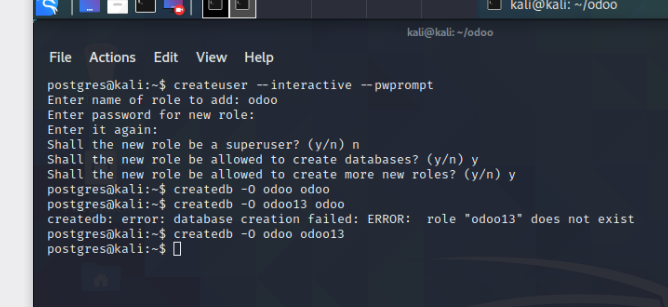 kali@kali: ~/odoo
kali@kali: ~/odoo
File Actions Edit View Help
postgres@kali:~$ createuser --interactive --pwprompt
Enter name of role to add: odoo
Enter password for new role:
Enter it again:
Shall the new role be a superuser? (y/n) n
Shall the new role be allowed to create databases? (y/n) y
Shall the new role be allowed to create more new roles? (y/n) y
postgres@kali:~$ createdb -O odoo odoo
postgres@kali:~$ createdb -O odoo13 odoo
createdb: error: database creation failed: ERROR:  role "odoo13" does not exist
postgres@kali:~$ createdb -O odoo odoo13
postgres@kali:~$